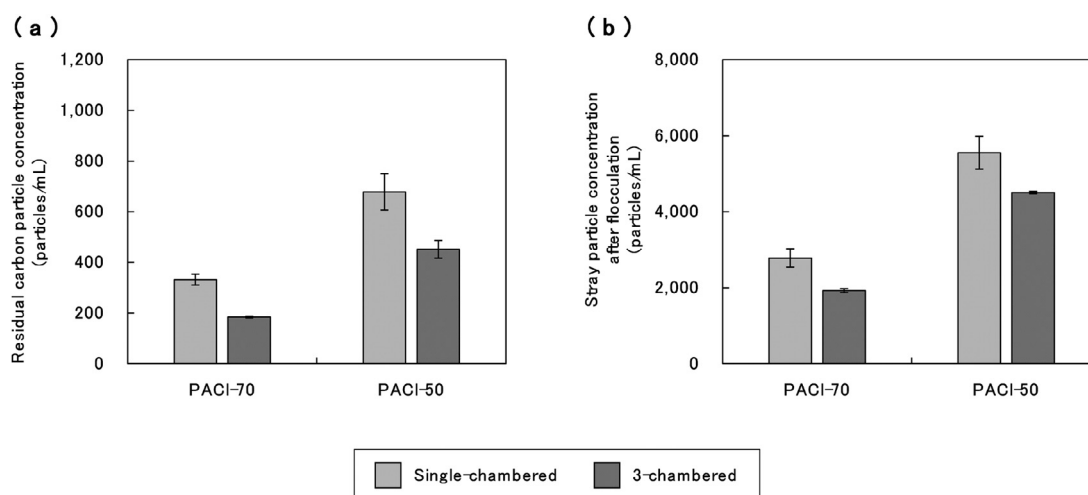 (a)
Residual carbon particle concentration
(particles/mL)
1,200
1,000
800
600
400
200
0
PACl-70
PACl-50
(b)
Stray particle concentration
after flocculation
(particles/mL)
8,000
6,000
4,000
2,000
0
PACl-70
PACl-50
Single-chambered
3-chambered